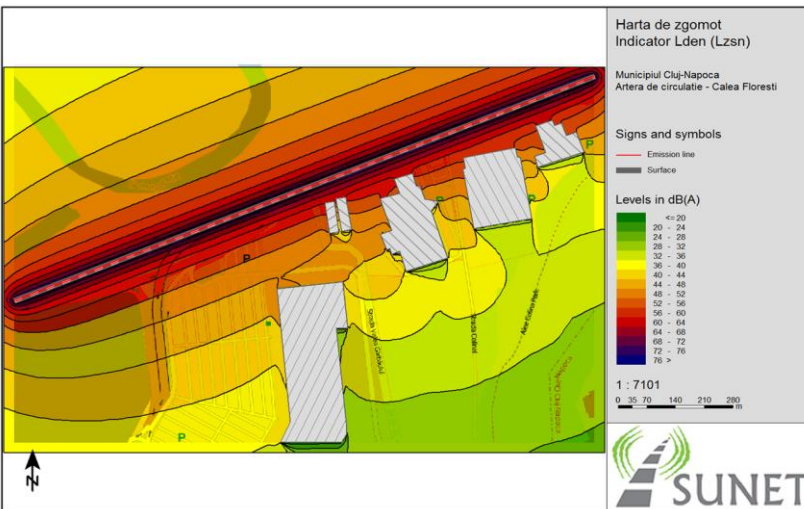 Harta de zgomot
Indicator Lden (Lzsn)
Municipiul Cluj-Napoca
Artera de circulatie - Calea Floresti
Signs and symbols
Emission line
Surface
Levels in dB(A)
<= 20
20 - 24
24 - 28
28 - 32
32 - 36
36 - 40
40 - 44
44 - 48
48 - 52
52 - 56
56 - 60
60 - 64
64 - 68
68 - 72
72 - 76
76 >
1 : 7101
0 35 70 140 210 280
m
SUNET
P
P
P
P
P
Strada Colinei
N